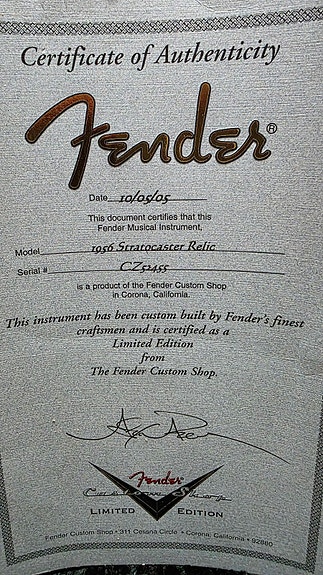 Certificate of Authenticity
Fender®
Date 10/05/05
This document certifies that this
Fender Musical Instrument,
Model 1956 Stratocaster Relic
Serial # CZ52455
is a product of the Fender Custom Shop
in Corona, California.
This instrument has been custom built by Fender's finest
craftsmen and is certified as a
Limited Edition
from
The Fender Custom Shop.
Fender
Custom Shop
LIMITED EDITION
Fender Custom Shop • 311 Cessna Circle • Corona, California • 92880